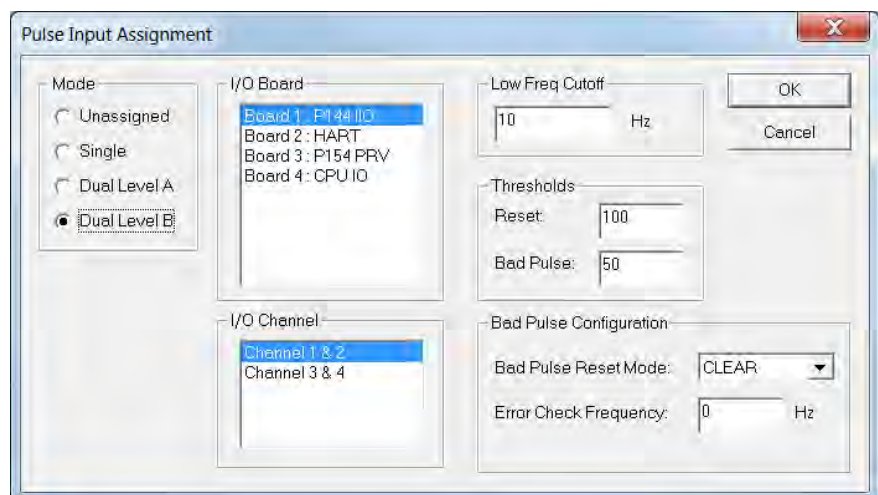 Pulse Input Assignment
X
Mode
Unassigned
Single
Dual Level A
Dual Level B
I/O Board
Board 1 : P144 IO
Board 2 : HART
Board 3 : P154 PRV
Board 4 : CPU IO
I/O Channel
Channel 1 & 2
Channel 3 & 4
Low Freq Cutoff
10 Hz
Thresholds
Reset: 100
Bad Pulse: 50
Bad Pulse Configuration
Bad Pulse Reset Mode: CLEAR
Error Check Frequency: 0 Hz
OK
Cancel